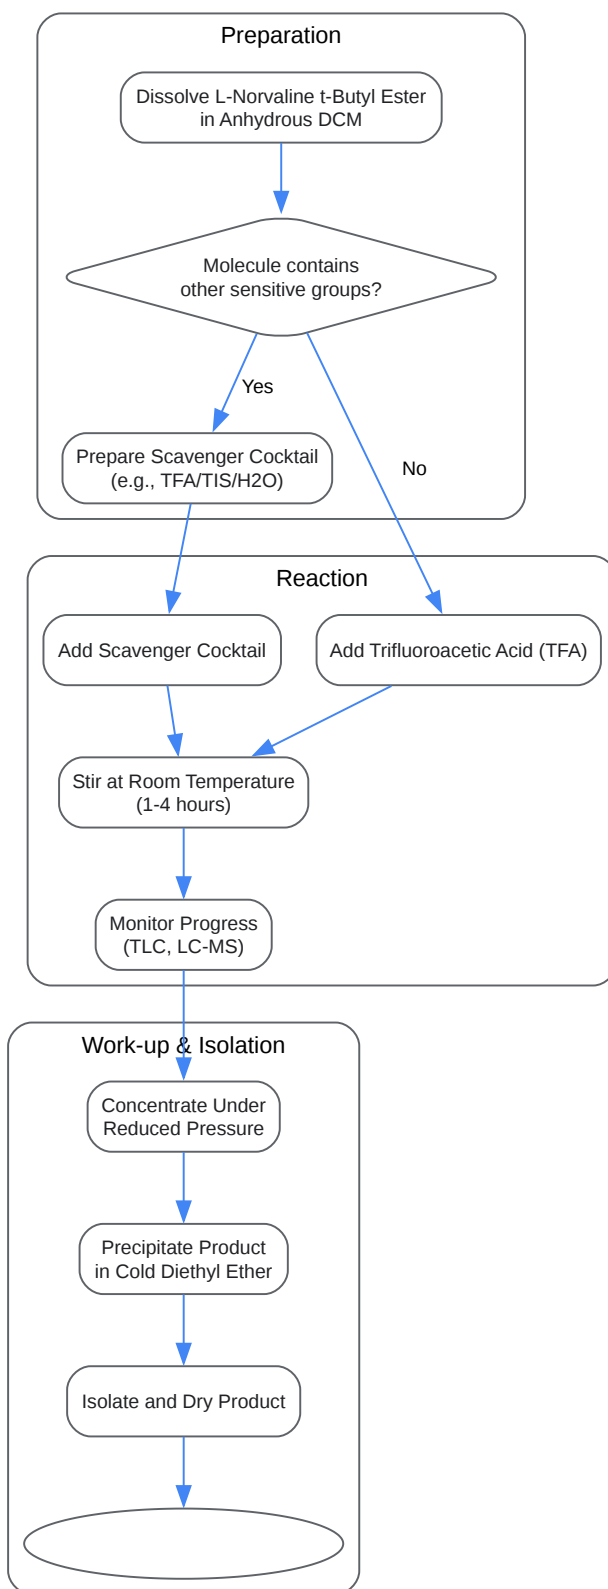 Preparation
Dissolve L-Norvaline t-Butyl Ester
in Anhydrous DCM
Molecule contains
other sensitive groups?
Yes
Prepare Scavenger Cocktail
(e.g., TFA/TIS/H2O)
No
Reaction
Add Scavenger Cocktail
Add Trifluoroacetic Acid (TFA)
Stir at Room Temperature
(1-4 hours)
Monitor Progress
(TLC, LC-MS)
Work-up & Isolation
Concentrate Under
Reduced Pressure
Precipitate Product
in Cold Diethyl Ether
Isolate and Dry Product